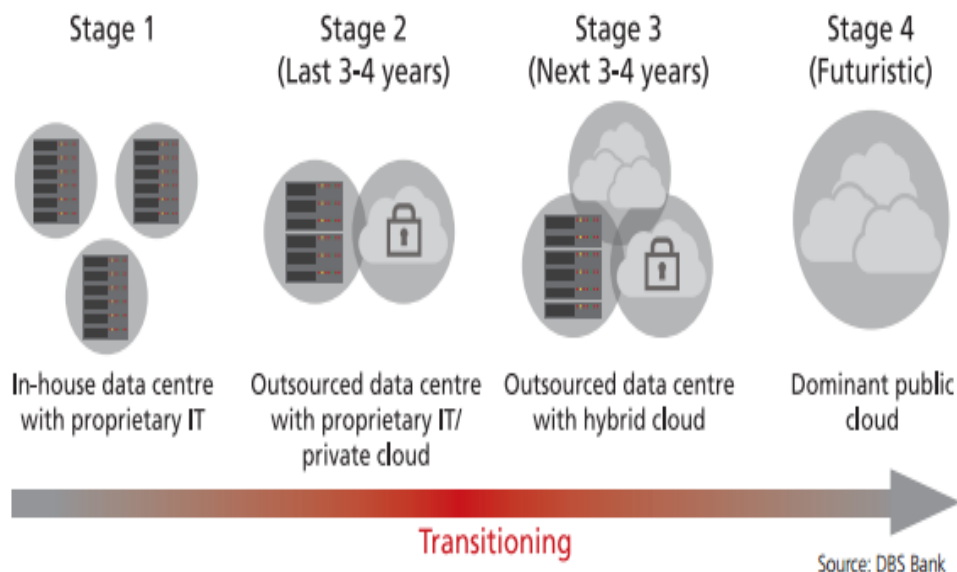 Stage 1
Stage 2
(Last 3-4 years)
Stage 3
(Next 3-4 years)
Stage 4
(Futuristic)
In-house data centre
with proprietary IT
Outsourced data centre
with proprietary IT/
private cloud
Outsourced data centre
with hybrid cloud
Dominant public
cloud
Transitioning
Source: DBS Bank